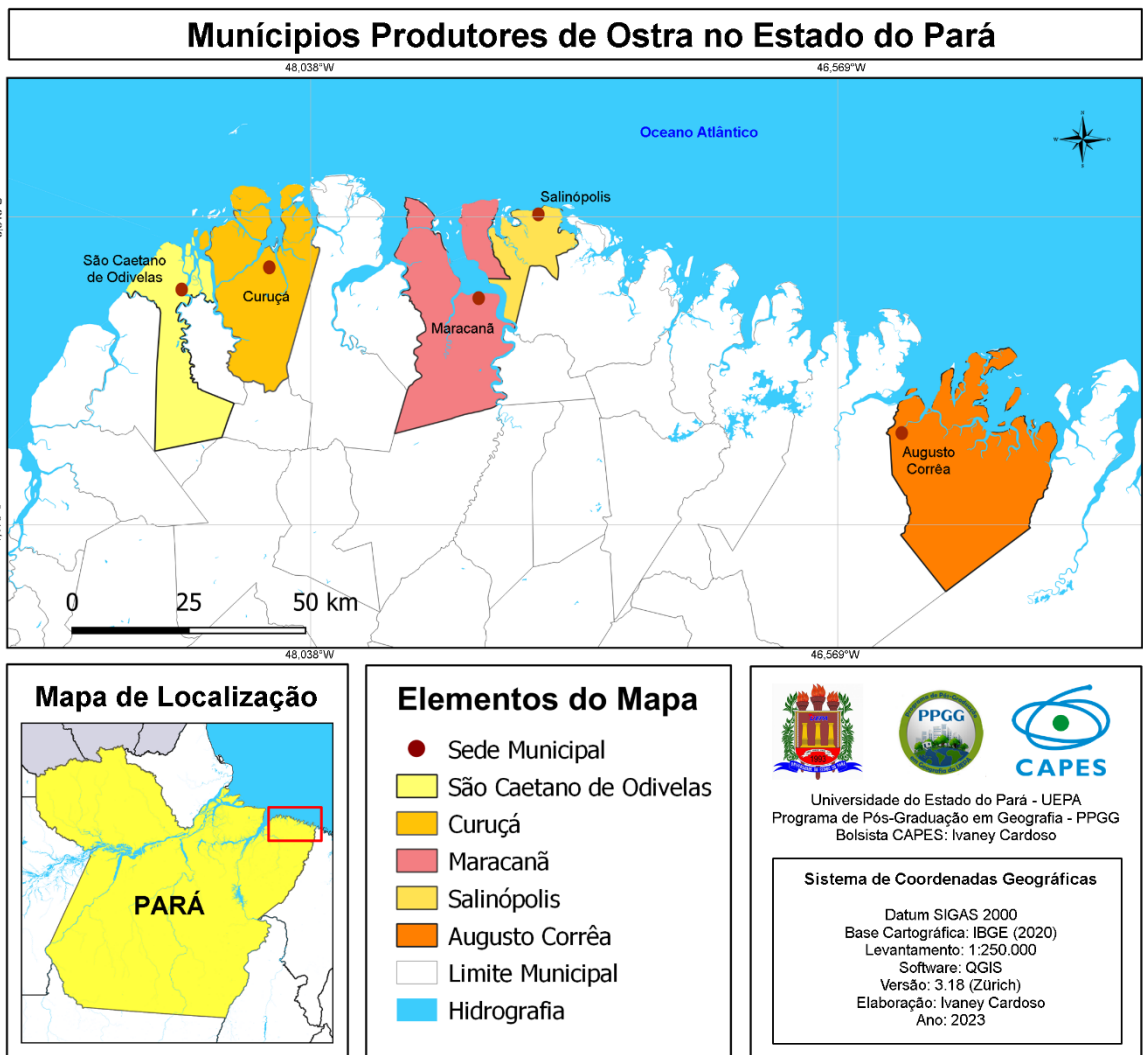 Munícipios Produtores de Ostra no Estado do Pará
48,038°W
46,569°W
Oceano Atlântico
Salinópolis
São Caetano
de Odivelas
Curuçá
Maracanã
Augusto
Corrêa
0 25 50 km
48,038°W
46,569°W
Mapa de Localização
PARÁ
Elementos do Mapa
Sede Municipal
São Caetano de Odivelas
Curuçá
Maracanã
Salinópolis
Augusto Corrêa
Limite Municipal
Hidrografia
PPGG
CAPES
Universidade do Estado do Pará - UEPA
Programa de Pós-Graduação em Geografia - PPGG
Bolsista CAPES: Ivaney Cardoso
Sistema de Coordenadas Geográficas
Datum SIGAS 2000
Base Cartográfica: IBGE (2020)
Levantamento: 1:250.000
Software: QGIS
Versão: 3.18 (Zürich)
Elaboração: Ivaney Cardoso
Ano: 2023